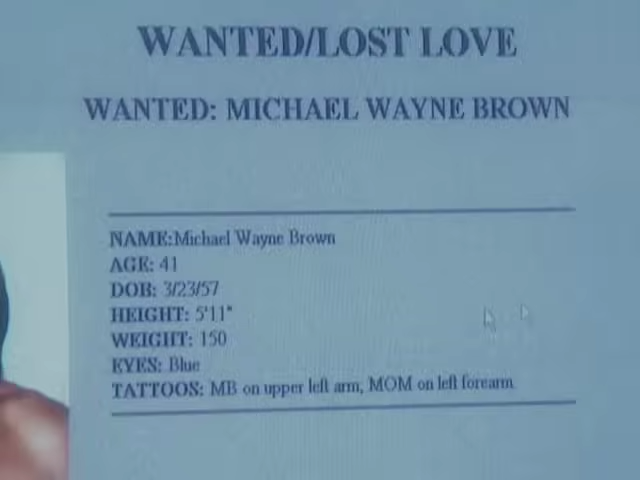 WANTED/LOST LOVE
WANTED: MICHAEL WAYNE BROWN
NAME:Michael Wayne Brown
AGE: 41
DOB: 3/23/57
HEIGHT: 5'11"
WEIGHT: 150
EYES: Blue
TATTOOS: MB on upper left arm, MOM on left forearm